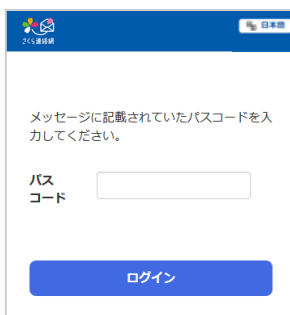 さくら連絡網
日本語
メッセージに記載されていたパスコードを入
力してください。
パス
コード
ログイン